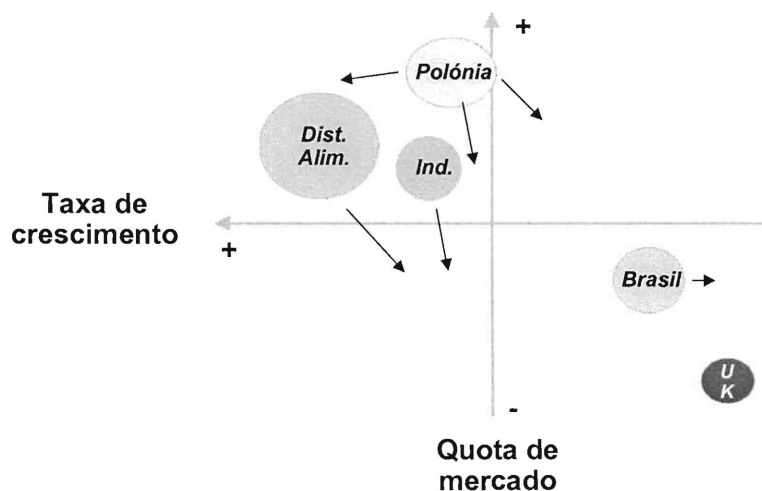 +
Polónia
Dist.
Alim.
Ind.
Taxa de
crescimento
+
Brasil
U
K
-
Quota de
mercado